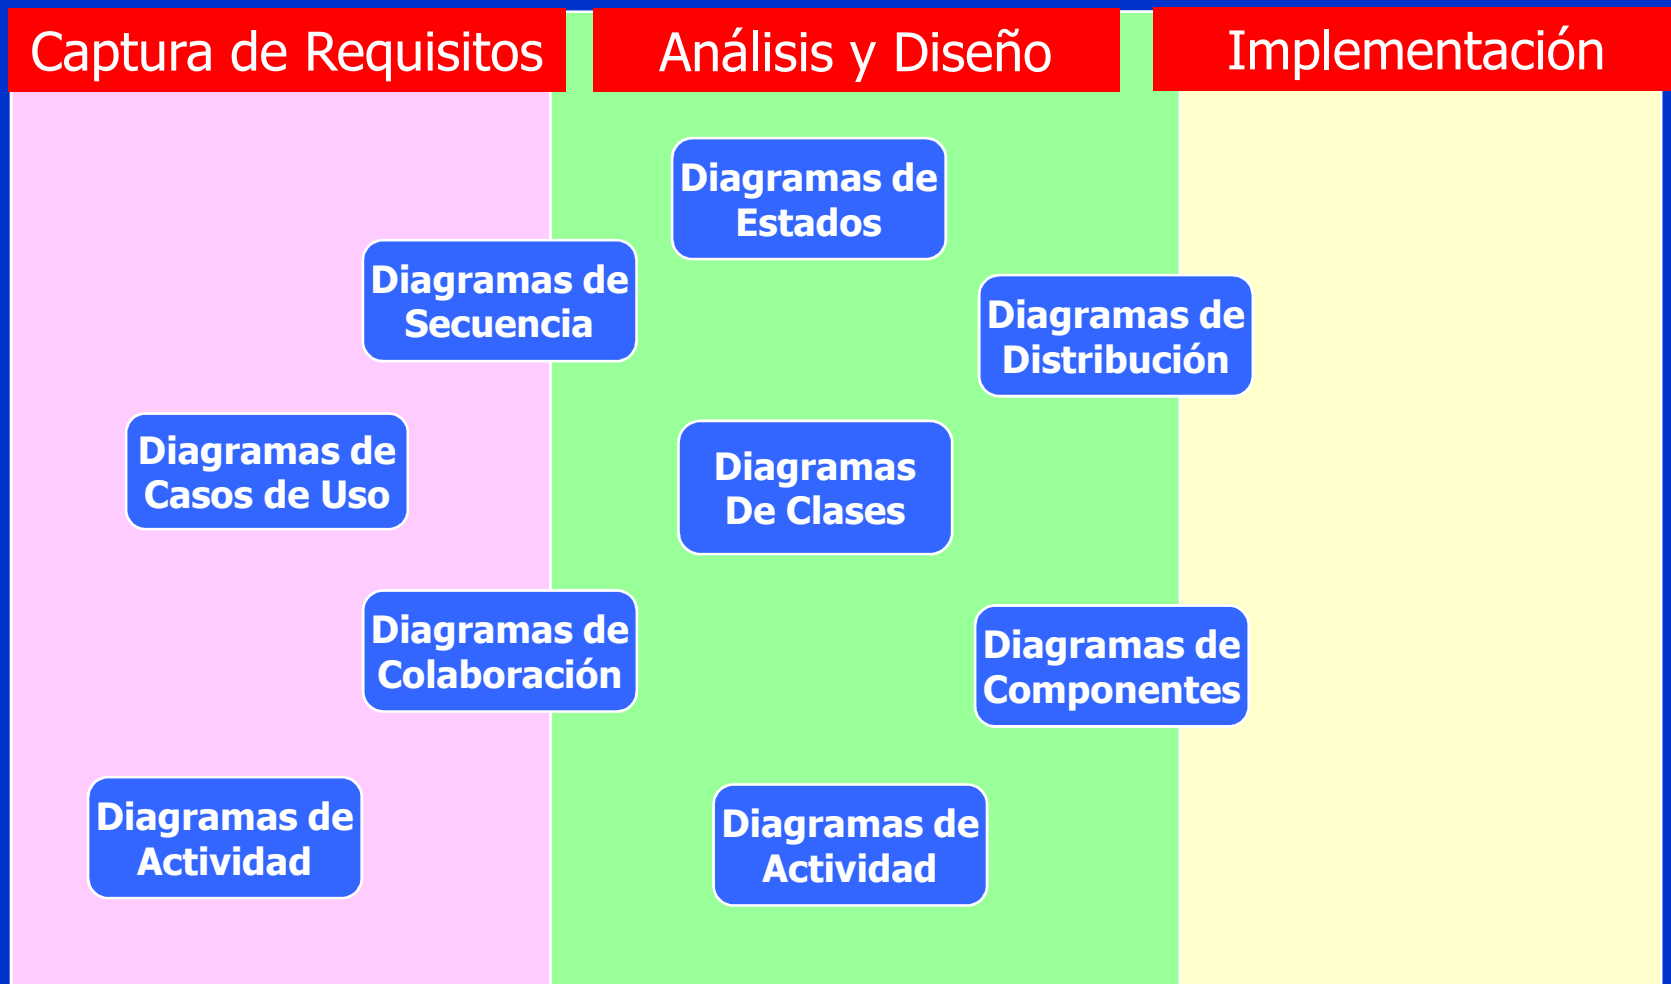 Captura de Requisitos
Análisis y Diseño
Implementación
Diagramas de
Estados
Diagramas de
Secuencia
Diagramas de
Distribución
Diagramas de
Casos de Uso
Diagramas
De Clases
Diagramas de
Colaboración
Diagramas de
Componentes
Diagramas de
Actividad
Diagramas de
Actividad